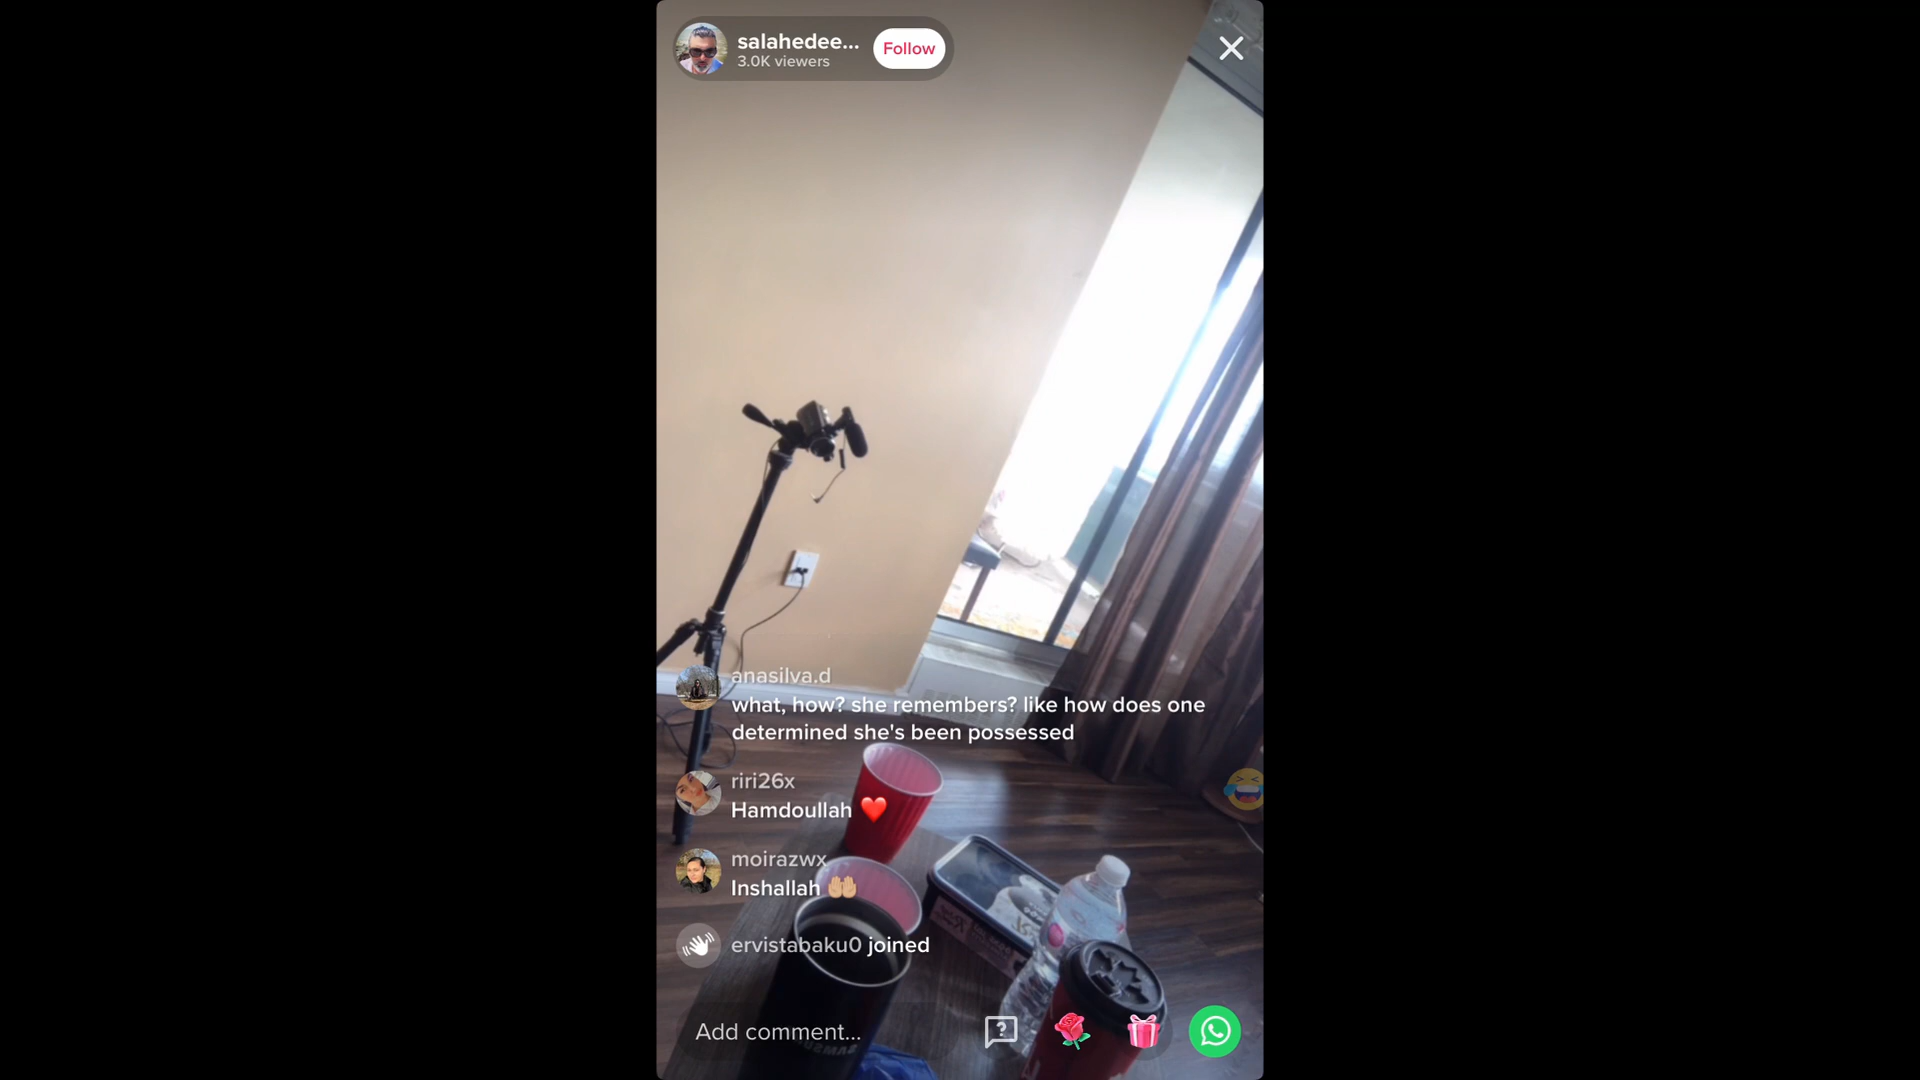 salahedee...
3.0K viewers
Follow
anasilva.d
what, how? she remembers? like how does one
determined she's been possessed
riri26x
Hamdoullah ❤️
moirazwx
Inshallah 🤲🏼
ervistabaku0 joined
Add comment...
SAMSUNG